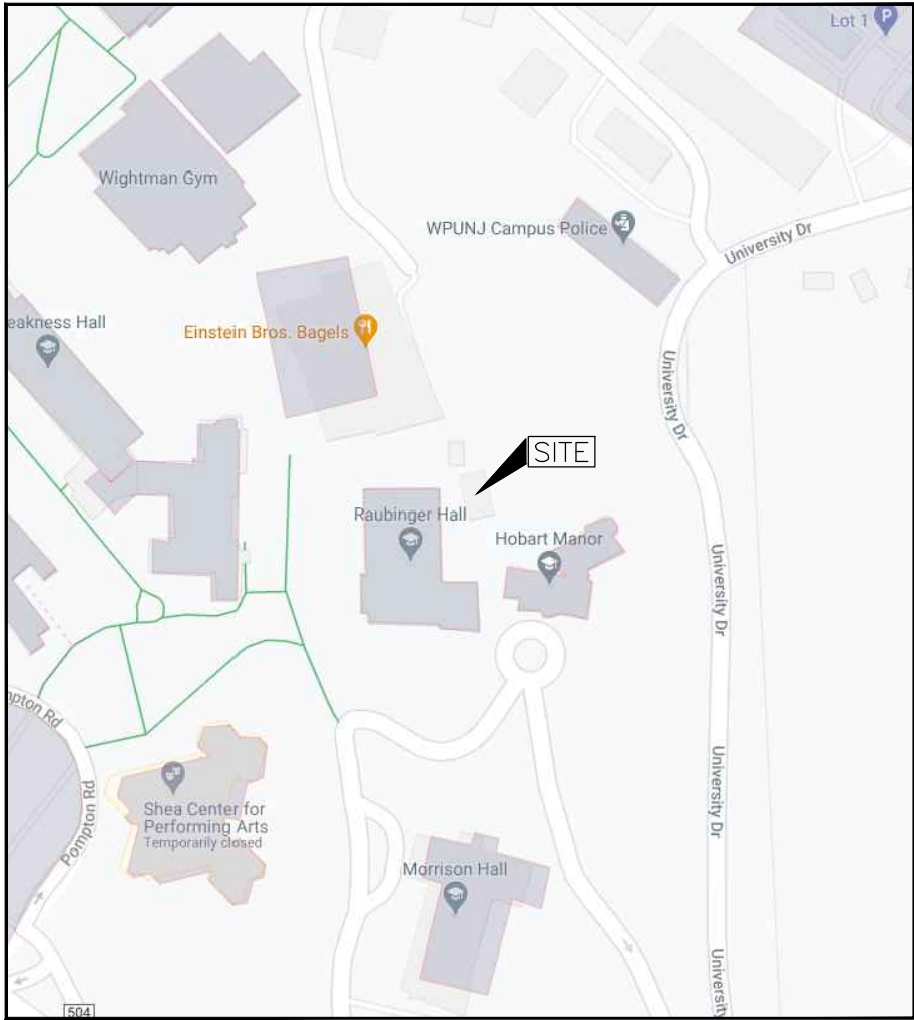 Lot 1
P
Wightman Gym
WPUNJ Campus Police
University Dr
eakness Hall
Einstein Bros. Bagels
University Dr
SITE
Raubinger Hall
Hobart Manor
University Dr
mpton Rd
Pompton Rd
Shea Center for
Performing Arts
Temporarily closed
University Dr
Morrison Hall
University
504